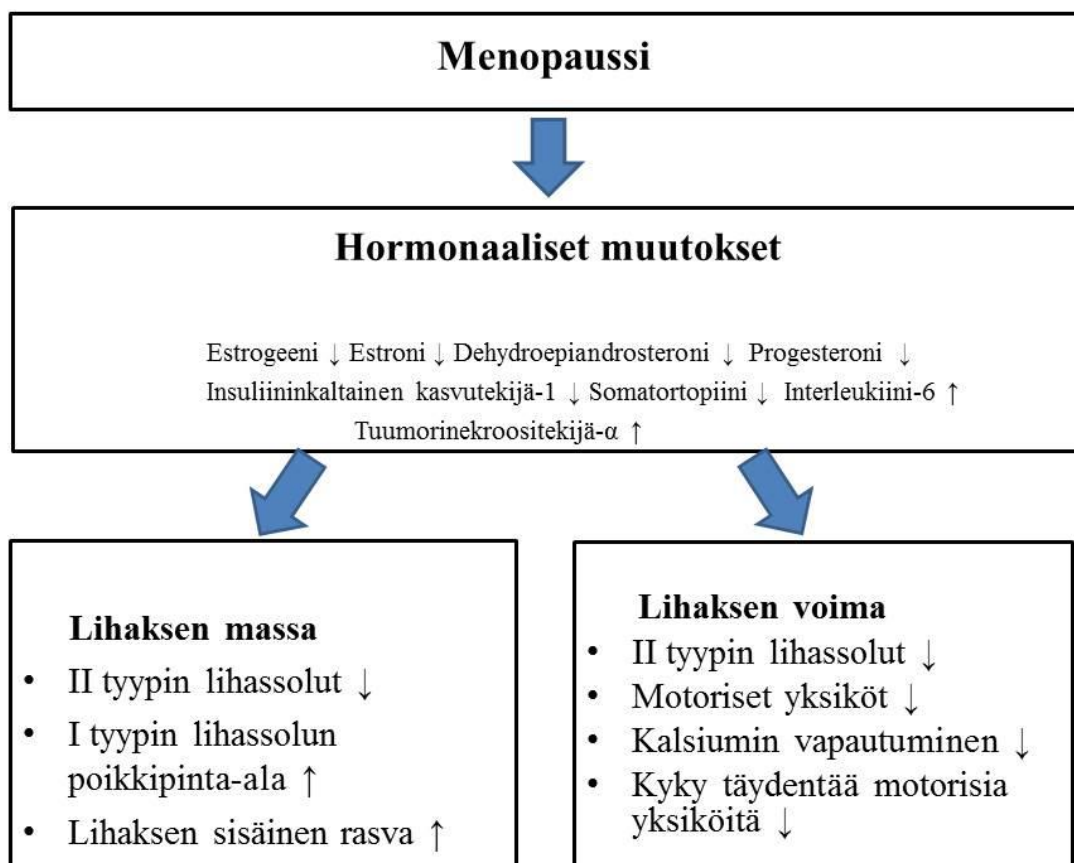 Menopaussi
Hormonaaliset muutokset
Estrogeeni ↓ Estroni ↓ Dehydroepiandrosteroni ↓ Progesteroni ↓
Insuliininkaltainen kasvutekijä-1 ↓ Somatortopiini ↓ Interleukiini-6 ↑
Tuumorinekroositekijä-α ↑
Lihaksen massa
• II tyypin lihassolut ↓
• I tyypin lihassolun
poikkipinta-ala ↑
• Lihaksen sisäinen rasva ↑
Lihaksen voima
• II tyypin lihassolut ↓
• Motoriset yksiköt ↓
• Kalsiumin vapautuminen ↓
• Kyky täydentää motorisia
yksiköitä ↓